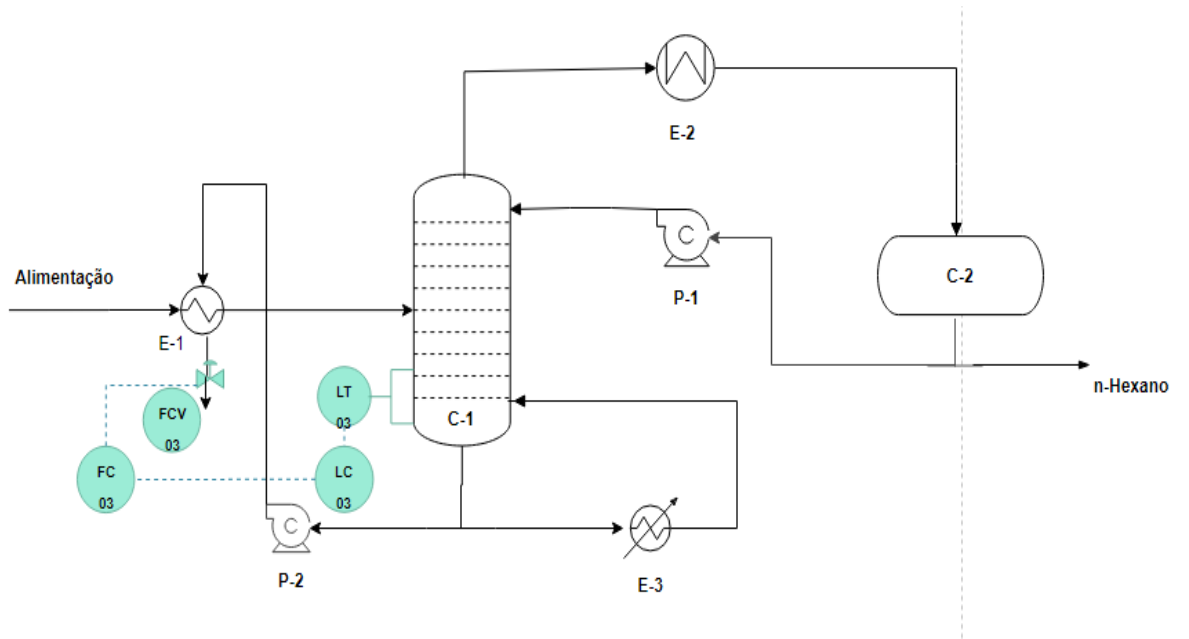 E-2
Alimentação
C-2
P-1
E-1
n-Hexano
LT
03
C-1
FCV
03
FC
03
LC
03
C
C
P-2
E-3